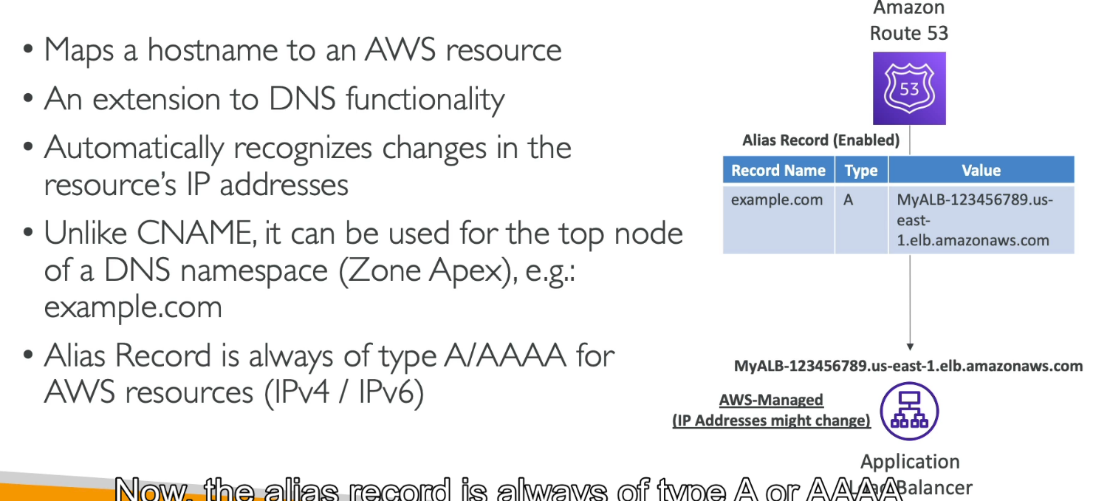 • Maps a hostname to an AWS resource
• An extension to DNS functionality
• Automatically recognizes changes in the
resource's IP addresses
• Unlike CNAME, it can be used for the top node
of a DNS namespace (Zone Apex), e.g.:
example.com
• Alias Record is always of type A/AAAA for
AWS resources (IPv4 / IPv6)
Amazon
Route 53
53
Alias Record (Enabled)
Record Name Type Value
example.com A MyALB-123456789.us-
east-
1.elb.amazonaws.com
MyALB-123456789.us-east-1.elb.amazonaws.com
AWS-Managed
(IP Addresses might change)
Application
Balancer
Now, the alias record is always of type A or AAAA